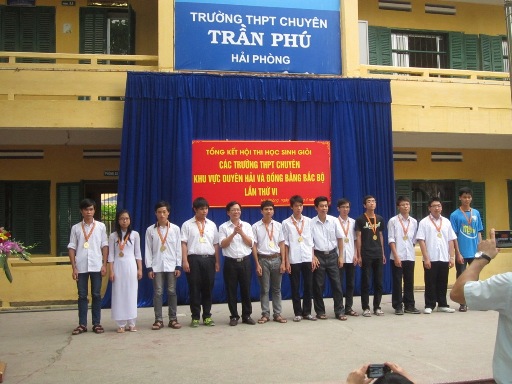 TRƯỜNG THPT CHUYÊN
TRẦN PHÚ
HẢI PHÒNG
TỔNG KẾT HỘI THI HỌC SINH GIỎI
CÁC TRƯỜNG THPT CHUYÊN
KHU VỰC DUYÊN HẢI VÀ ĐỒNG BẰNG BẮC BỘ
LẦN THỨ VI